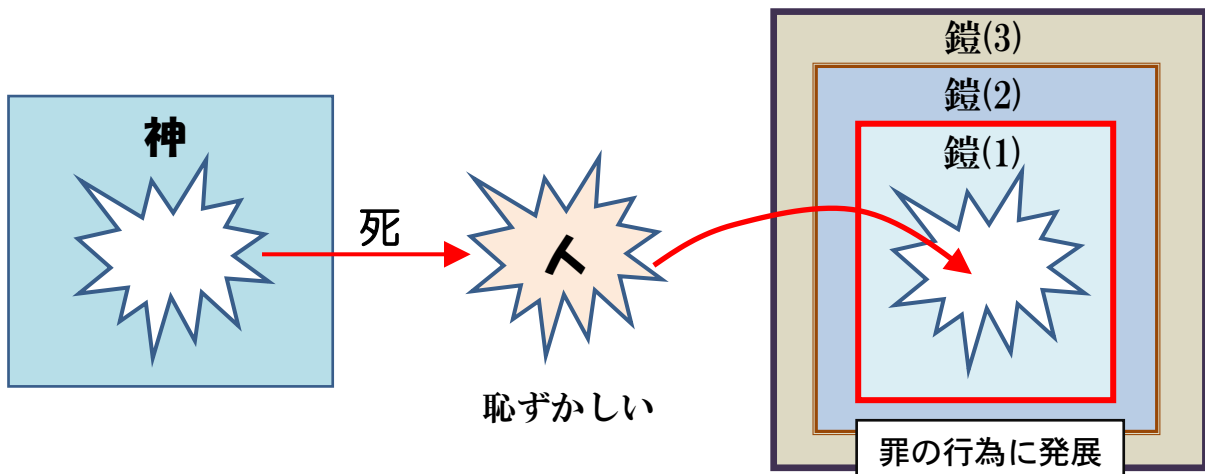 神
死
人
恥ずかしい
鎧(3)
鎧(2)
鎧(1)
罪の行為に発展